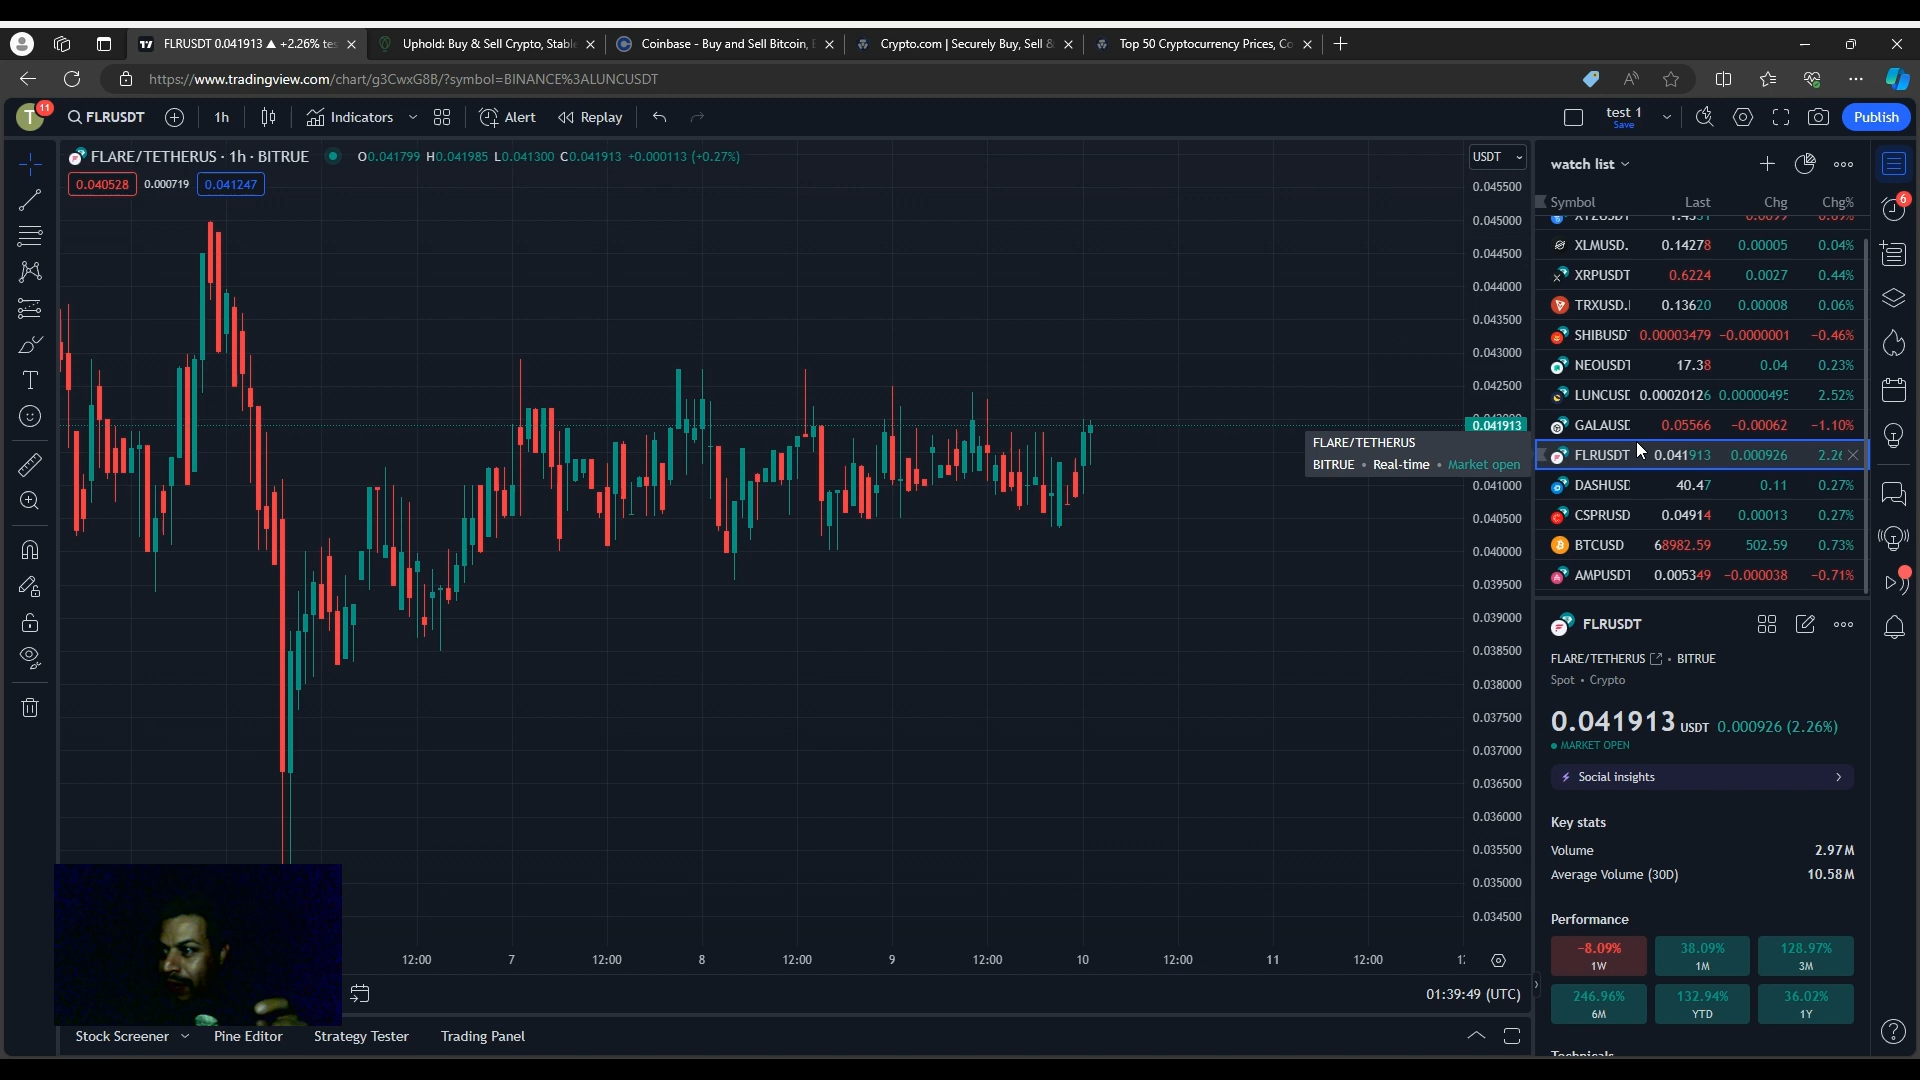 FLRUSDT 0.041913 ▲ +2.26% tes
Uphold: Buy & Sell Crypto, Stabl
Coinbase - Buy and Sell Bitcoin, E
Crypto.com | Securely Buy, Sell &
Top 50 Cryptocurrency Prices, Co
https://www.tradingview.com/chart/g3CwxG8B/?symbol=BINANCE%3ALUNCUSDT
T 11
FLRUSDT 1h Indicators Alert Replay
test 1
Save
Publish
FLARE/TETHERUS · 1h · BITRUE O0.041799 H0.041985 L0.041300 C0.041913 +0.000113 (+0.27%)
0.040528 0.000719 0.041247
USDT
0.045500
0.045000
0.044500
0.044000
0.043500
0.043000
0.042500
0.041913
0.041000
0.040500
0.040000
0.039500
0.039000
0.038500
0.038000
0.037500
0.037000
0.036500
0.036000
0.035500
0.035000
0.034500
FLARE/TETHERUS
BITRUE • Real-time • Market open
12:00 7 12:00 8 12:00 9 12:00 10 12:00 11 12:00
01:39:49 (UTC)
Stock Screener Pine Editor Strategy Tester Trading Panel
watch list
Symbol Last Chg Chg%
XLMUSD. 0.14278 0.00005 0.04%
XRPUSDT 0.6224 0.0027 0.44%
TRXUSD.I 0.13620 0.00008 0.06%
SHIBUSD 0.00003479 -0.0000001 -0.46%
NEOUSDT 17.38 0.04 0.23%
LUNCUSD 0.00020126 0.00000495 2.52%
GALAUSD 0.05566 -0.00062 -1.10%
FLRUSDT 0.041913 0.000926 2.26
DASHUSD 40.47 0.11 0.27%
CSPRUSD 0.04914 0.00013 0.27%
BTCUSD 68982.59 502.59 0.73%
AMPUSDT 0.005349 -0.000038 -0.71%
FLRUSDT
FLARE/TETHERUS • BITRUE
Spot • Crypto
0.041913 USDT 0.000926 (2.26%)
MARKET OPEN
Social insights
Key stats
Volume 2.97M
Average Volume (30D) 10.58M
Performance
-8.09% 38.09% 128.97%
1W 1M 3M
246.96% 132.94% 36.02%
6M YTD 1Y
6